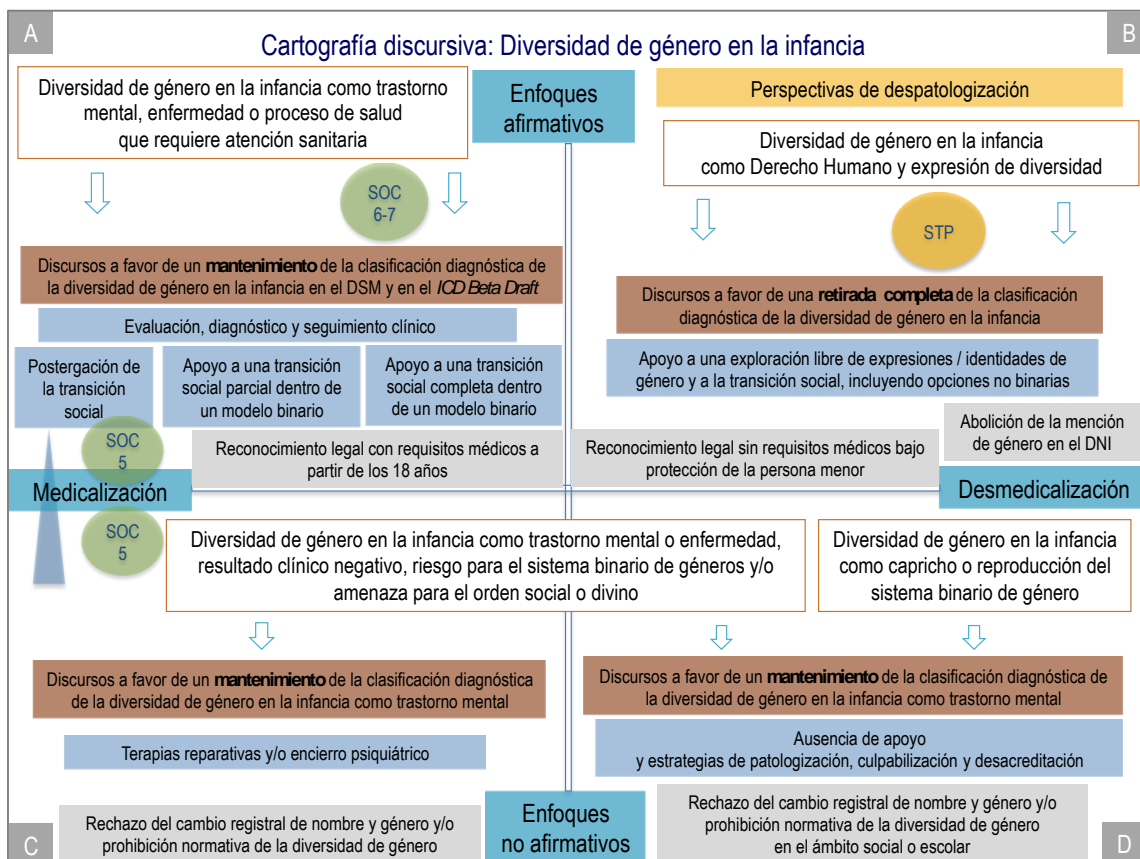 A
B
Cartografía discursiva: Diversidad de género en la infancia
Diversidad de género en la infancia como trastorno
mental, enfermedad o proceso de salud
que requiere atención sanitaria
Enfoques
afirmativos
Perspectivas de despatologización
Diversidad de género en la infancia
como Derecho Humano y expresión de diversidad
SOC
6-7
STP
Discursos a favor de un mantenimiento de la clasificación diagnóstica de
la diversidad de género en la infancia en el DSM y en el ICD Beta Draft
Discursos a favor de una retirada completa de la clasificación
diagnóstica de la diversidad de género en la infancia
Evaluación, diagnóstico y seguimiento clínico
Postergación de
la transición
social
Apoyo a una transición
social parcial dentro de
un modelo binario
Apoyo a una transición
social completa dentro
de un modelo binario
Apoyo a una exploración libre de expresiones / identidades de
género y a la transición social, incluyendo opciones no binarias
SOC
5
Reconocimiento legal con requisitos médicos a
partir de los 18 años
Reconocimiento legal sin requisitos médicos bajo
protección de la persona menor
Abolición de la mención
de género en el DNI
Medicalización
Desmedicalización
SOC
5
Diversidad de género en la infancia como trastorno mental o enfermedad,
resultado clínico negativo, riesgo para el sistema binario de géneros y/o
amenaza para el orden social o divino
Diversidad de género en la infancia
como capricho o reproducción del
sistema binario de género
Discursos a favor de un mantenimiento de la clasificación diagnóstica
de la diversidad de género en la infancia como trastorno mental
Discursos a favor de un mantenimiento de la clasificación diagnóstica de
la diversidad de género en la infancia como trastorno mental
Terapias reparativas y/o encierro psiquiátrico
Ausencia de apoyo
y estrategias de patologización, culpabilización y desacreditación
C
Rechazo del cambio registral de nombre y género y/o
prohibición normativa de la diversidad de género
Enfoques
no afirmativos
Rechazo del cambio registral de nombre y género y/o
prohibición normativa de la diversidad de género
en el ámbito social o escolar
D